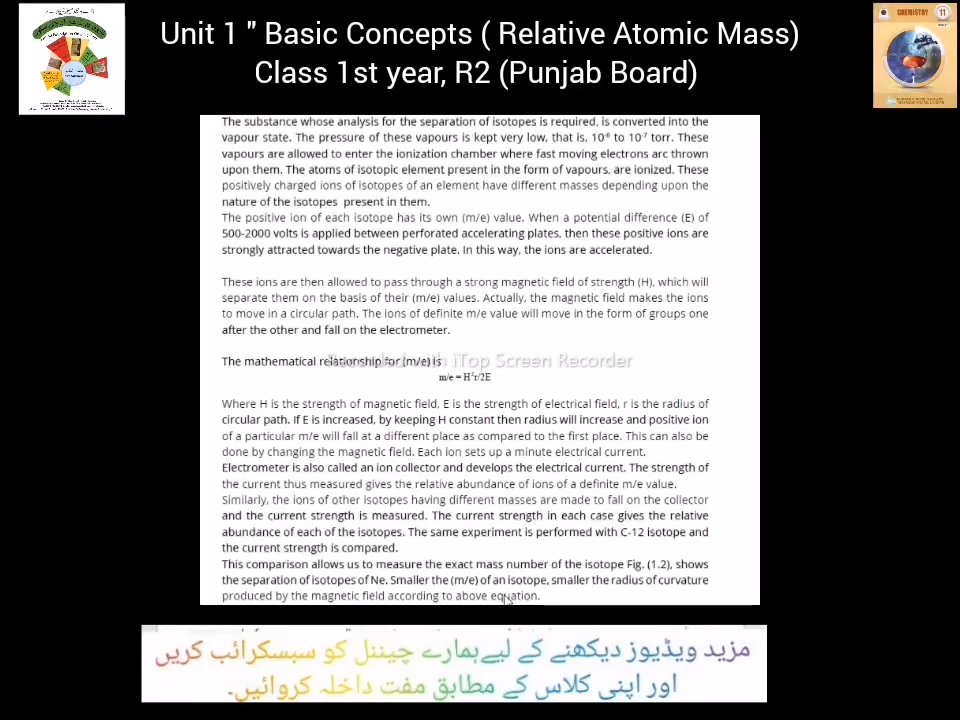 Unit 1 " Basic Concepts ( Relative Atomic Mass)
Class 1st year, R2 (Punjab Board)
CHEMISTRY 11
The substance whose analysis for the separation of isotopes is required, is converted into the
vapour state. The pressure of these vapours is kept very low, that is, 10⁻⁶ to 10⁻⁷ torr. These
vapours are allowed to enter the ionization chamber where fast moving electrons arc thrown
upon them. The atoms of isotopic element present in the form of vapours, are ionized. These
positively charged ions of isotopes of an element have different masses depending upon the
nature of the isotopes present in them.
The positive ion of each isotope has its own (m/e) value. When a potential difference (E) of
500-2000 volts is applied between perforated accelerating plates, then these positive ions are
strongly attracted towards the negative plate. In this way, the ions are accelerated.
These ions are then allowed to pass through a strong magnetic field of strength (H), which will
separate them on the basis of their (m/e) values. Actually, the magnetic field makes the ions
to move in a circular path. The ions of definite m/e value will move in the form of groups one
after the other and fall on the electrometer.
The mathematical relationship for (m/e) is
Recorded with iTop Screen Recorder
m/e = H²r/2E
Where H is the strength of magnetic field, E is the strength of electrical field, r is the radius of
circular path. If E is increased, by keeping H constant then radius will increase and positive ion
of a particular m/e will fall at a different place as compared to the first place. This can also be
done by changing the magnetic field. Each ion sets up a minute electrical current.
Electrometer is also called an ion collector and develops the electrical current. The strength of
the current thus measured gives the relative abundance of ions of a definite m/e value.
Similarly, the ions of other isotopes having different masses are made to fall on the collector
and the current strength is measured. The current strength in each case gives the relative
abundance of each of the isotopes. The same experiment is performed with C-12 isotope and
the current strength is compared.
This comparison allows us to measure the exact mass number of the isotope Fig. (1.2), shows
the separation of isotopes of Ne. Smaller the (m/e) of an isotope, smaller the radius of curvature
produced by the magnetic field according to above equation.
مزید ویڈیوز دیکھنے کے لیے ہمارے چینل کو سبسکرائب کریں
اور اپنی کلاس کے مطابق مفت داخلہ کروائیں۔